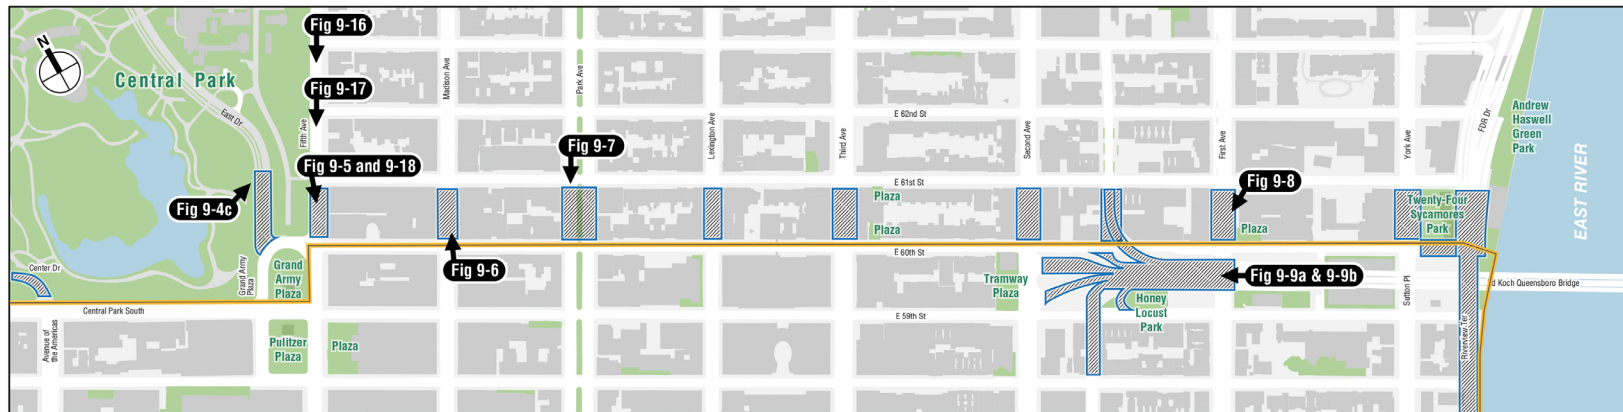 Fig 9-16
N
Central Park
Fig 9-17
Madison Ave
Park Ave
East Dr
Fifth Ave
E 62nd St
Lexington Ave
Third Ave
Second Ave
First Ave
York Ave
FDR Dr
Andrew
Haswell
Green
Park
Fig 9-7
Fig 9-5 and 9-18
E 61st St
Fig 9-8
Fig 9-4c
Plaza
Plaza
Plaza
Twenty-Four
Sycamores
Park
EAST RIVER
E 60th St
Center Dr
Grand Army
Plaza
Grand
Army
Plaza
Fig 9-6
Tramway
Plaza
Fig 9-9a & 9-9b
Sutton Pl
d Koch Queensboro Bridge
Honey
Locust
Park
Central Park South
E 59th St
Avenue of
the Americas
Pulitzer
Plaza
Plaza
Riverview Ter